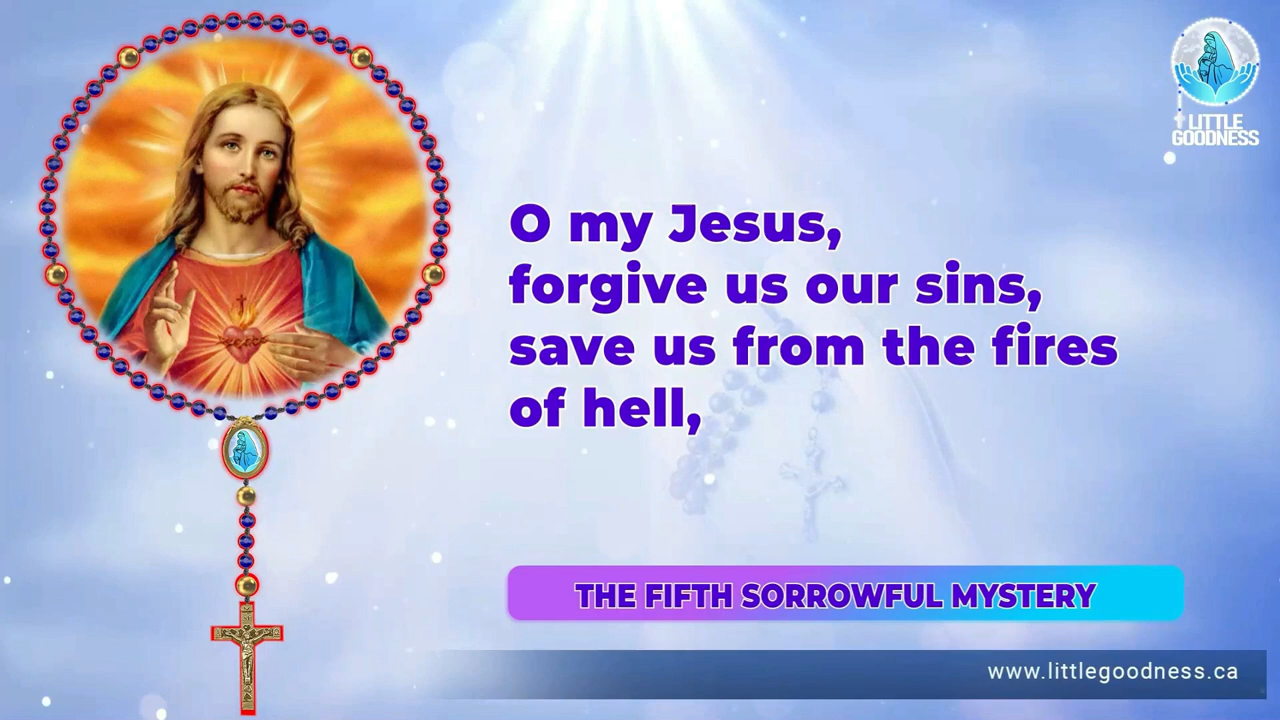 LITTLE
GOODNESS
O my Jesus,
forgive us our sins,
save us from the fires
of hell,
THE FIFTH SORROWFUL MYSTERY
www.littlegoodness.ca